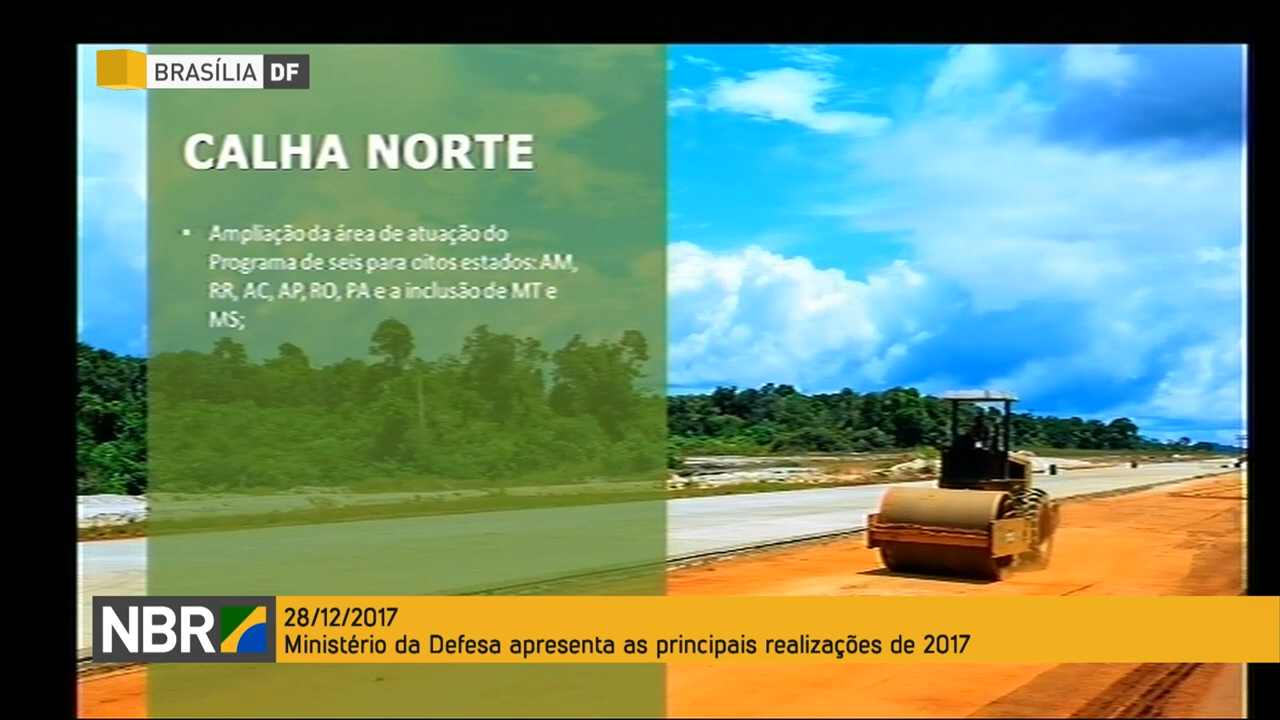 BRASÍLIA DF
CALHA NORTE
• Ampliação da área de atuação do
Programa de seis para oitos estados: AM,
RR, AC, AP, RO, PA e a inclusão de MT e
MS;
NBR
28/12/2017
Ministério da Defesa apresenta as principais realizações de 2017